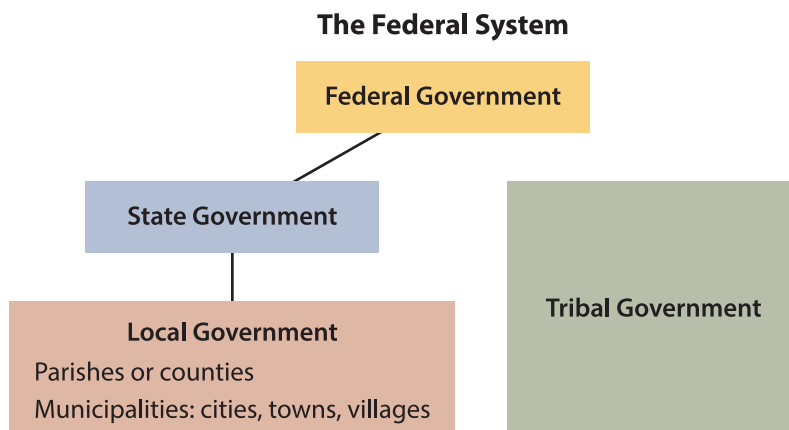 The Federal System
Federal Government
State Government
Tribal Government
Local Government
Parishes or counties
Municipalities: cities, towns, villages